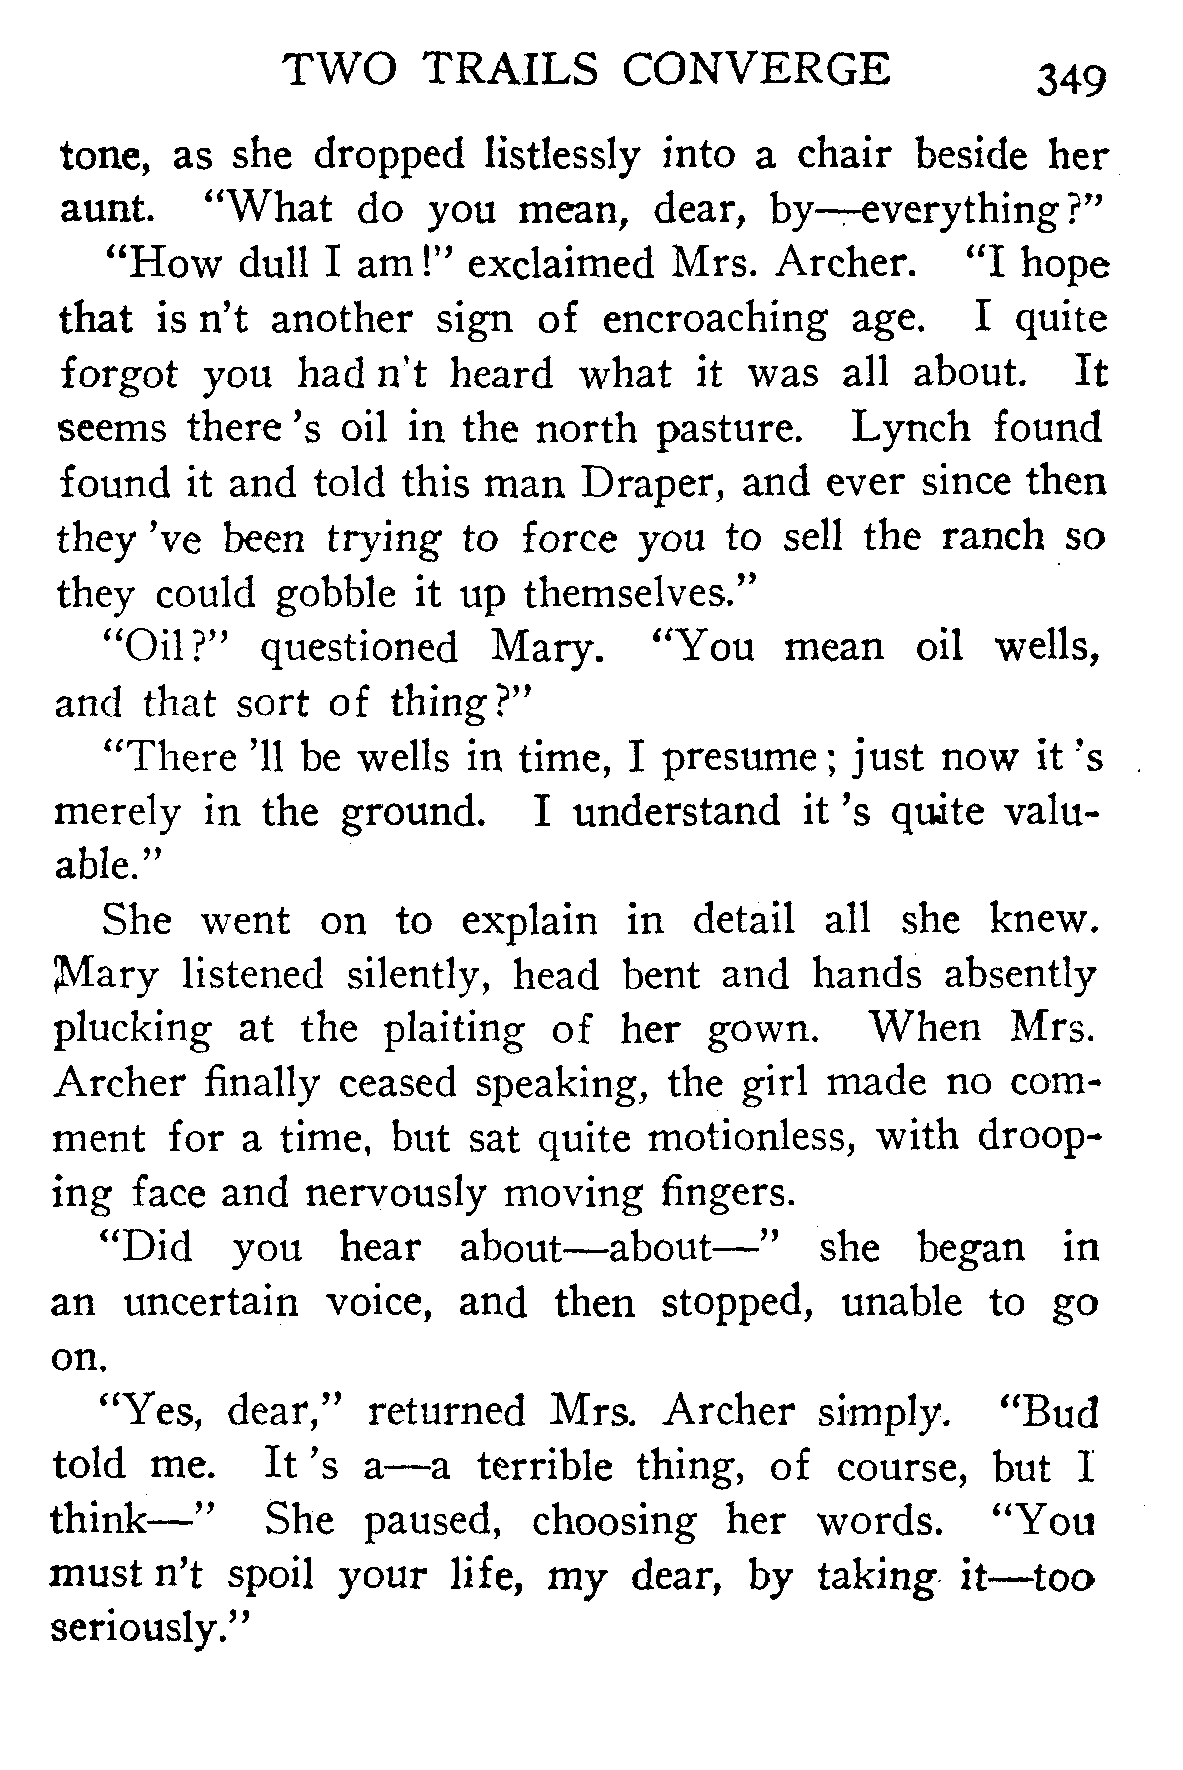 TWO TRAILS CONVERGE 349
tone, as she dropped listlessly into a chair beside her
aunt. “What do you mean, dear, by—everything?”
“How dull I am!” exclaimed Mrs. Archer. “I hope
that is n't another sign of encroaching age. I quite
forgot you had n't heard what it was all about. It
seems there 's oil in the north pasture. Lynch found
found it and told this man Draper, and ever since then
they 've been trying to force you to sell the ranch so
they could gobble it up themselves.”
“Oil?” questioned Mary. “You mean oil wells,
and that sort of thing?”
“There 'll be wells in time, I presume; just now it 's
merely in the ground. I understand it 's quite valu-
able.”
She went on to explain in detail all she knew.
Mary listened silently, head bent and hands absently
plucking at the plaiting of her gown. When Mrs.
Archer finally ceased speaking, the girl made no com-
ment for a time, but sat quite motionless, with droop-
ing face and nervously moving fingers.
“Did you hear about—about—” she began in
an uncertain voice, and then stopped, unable to go
on.
“Yes, dear,” returned Mrs. Archer simply. “Bud
told me. It 's a—a terrible thing, of course, but I
think—” She paused, choosing her words. “You
must n't spoil your life, my dear, by taking it—too
seriously.”